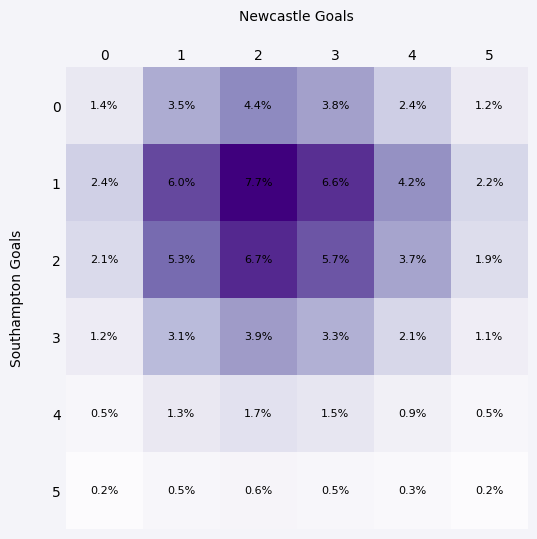 Newcastle Goals
0 1 2 3 4 5
0 1.4% 3.5% 4.4% 3.8% 2.4% 1.2%
1 2.4% 6.0% 7.7% 6.6% 4.2% 2.2%
2 2.1% 5.3% 6.7% 5.7% 3.7% 1.9%
3 1.2% 3.1% 3.9% 3.3% 2.1% 1.1%
4 0.5% 1.3% 1.7% 1.5% 0.9% 0.5%
5 0.2% 0.5% 0.6% 0.5% 0.3% 0.2%
Southampton Goals